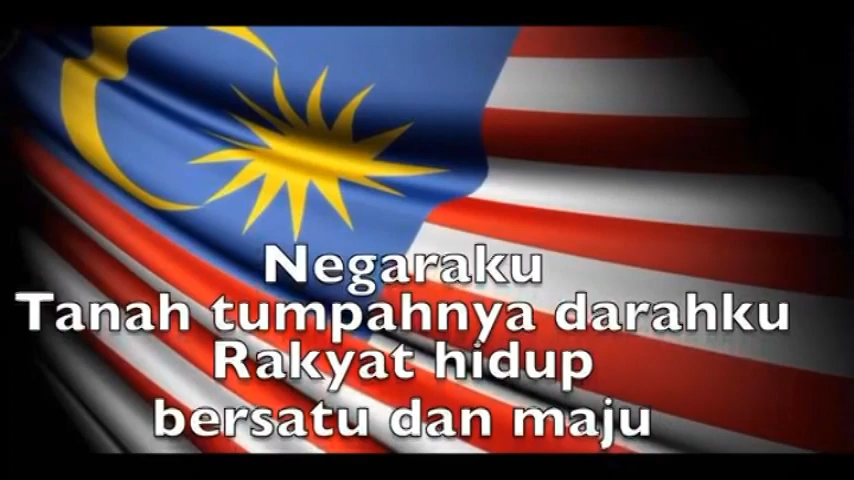 Negaraku
Tanah tumpahnya darahku
Rakyat hidup
bersatu dan maju